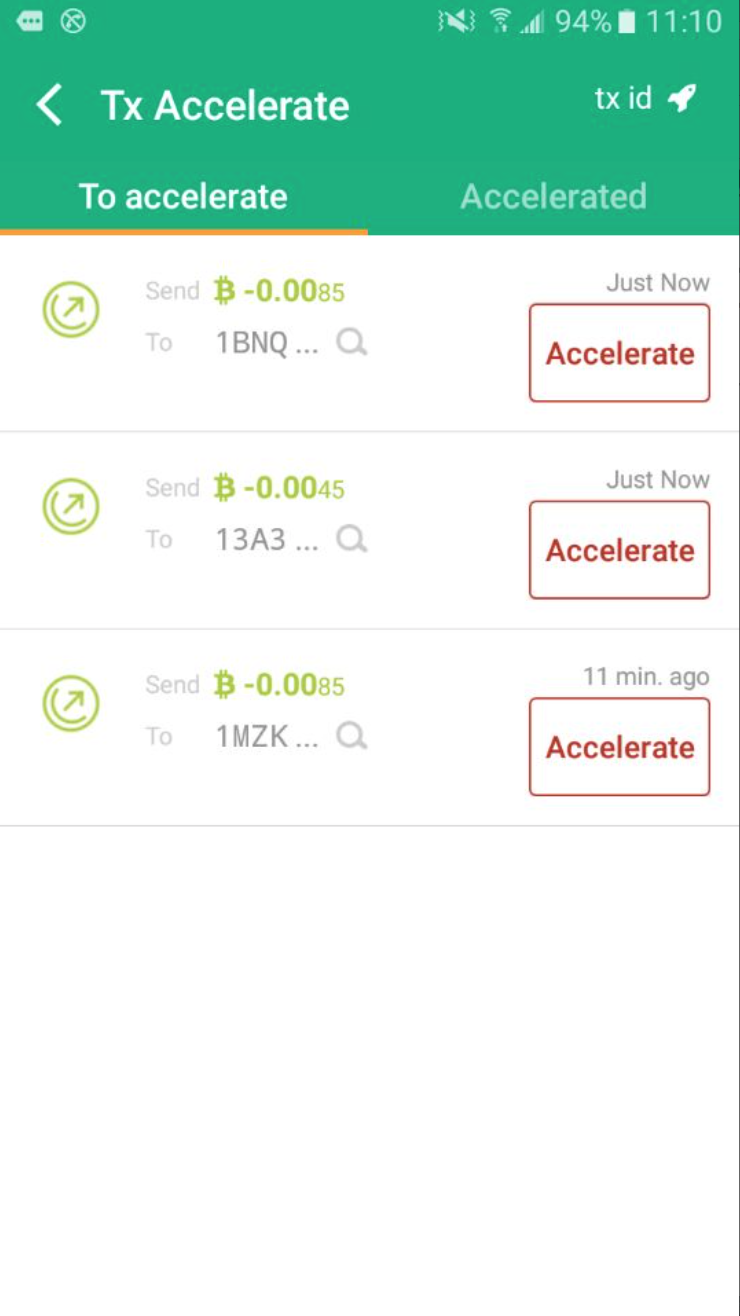 94% 11:10
Tx Accelerate tx id
To accelerate Accelerated
Send ₿ -0.0085 Just Now
To 1BNQ ... Accelerate
Send ₿ -0.0045 Just Now
To 13A3 ... Accelerate
Send ₿ -0.0085 11 min. ago
To 1MZK ... Accelerate